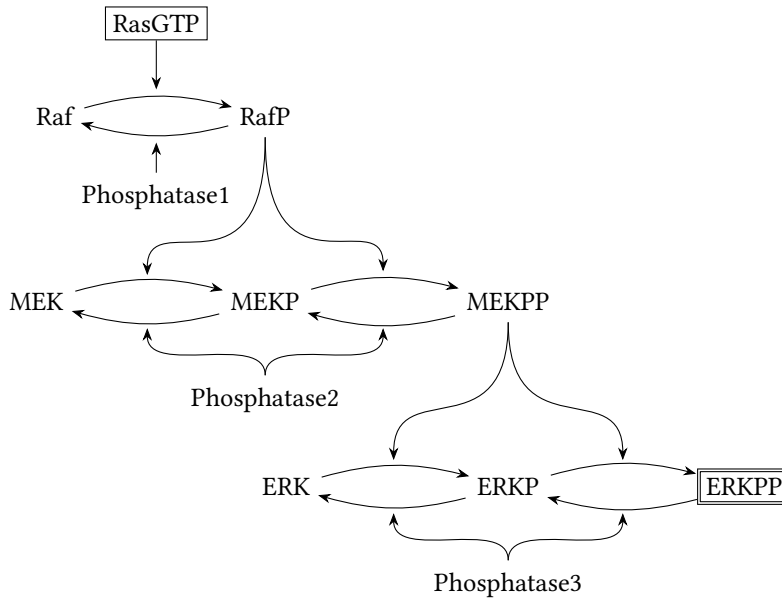 RasGTP
Raf RafP
Phosphatase1
MEK MEKP MEKPP
Phosphatase2
ERK ERKP ERKPP
Phosphatase3